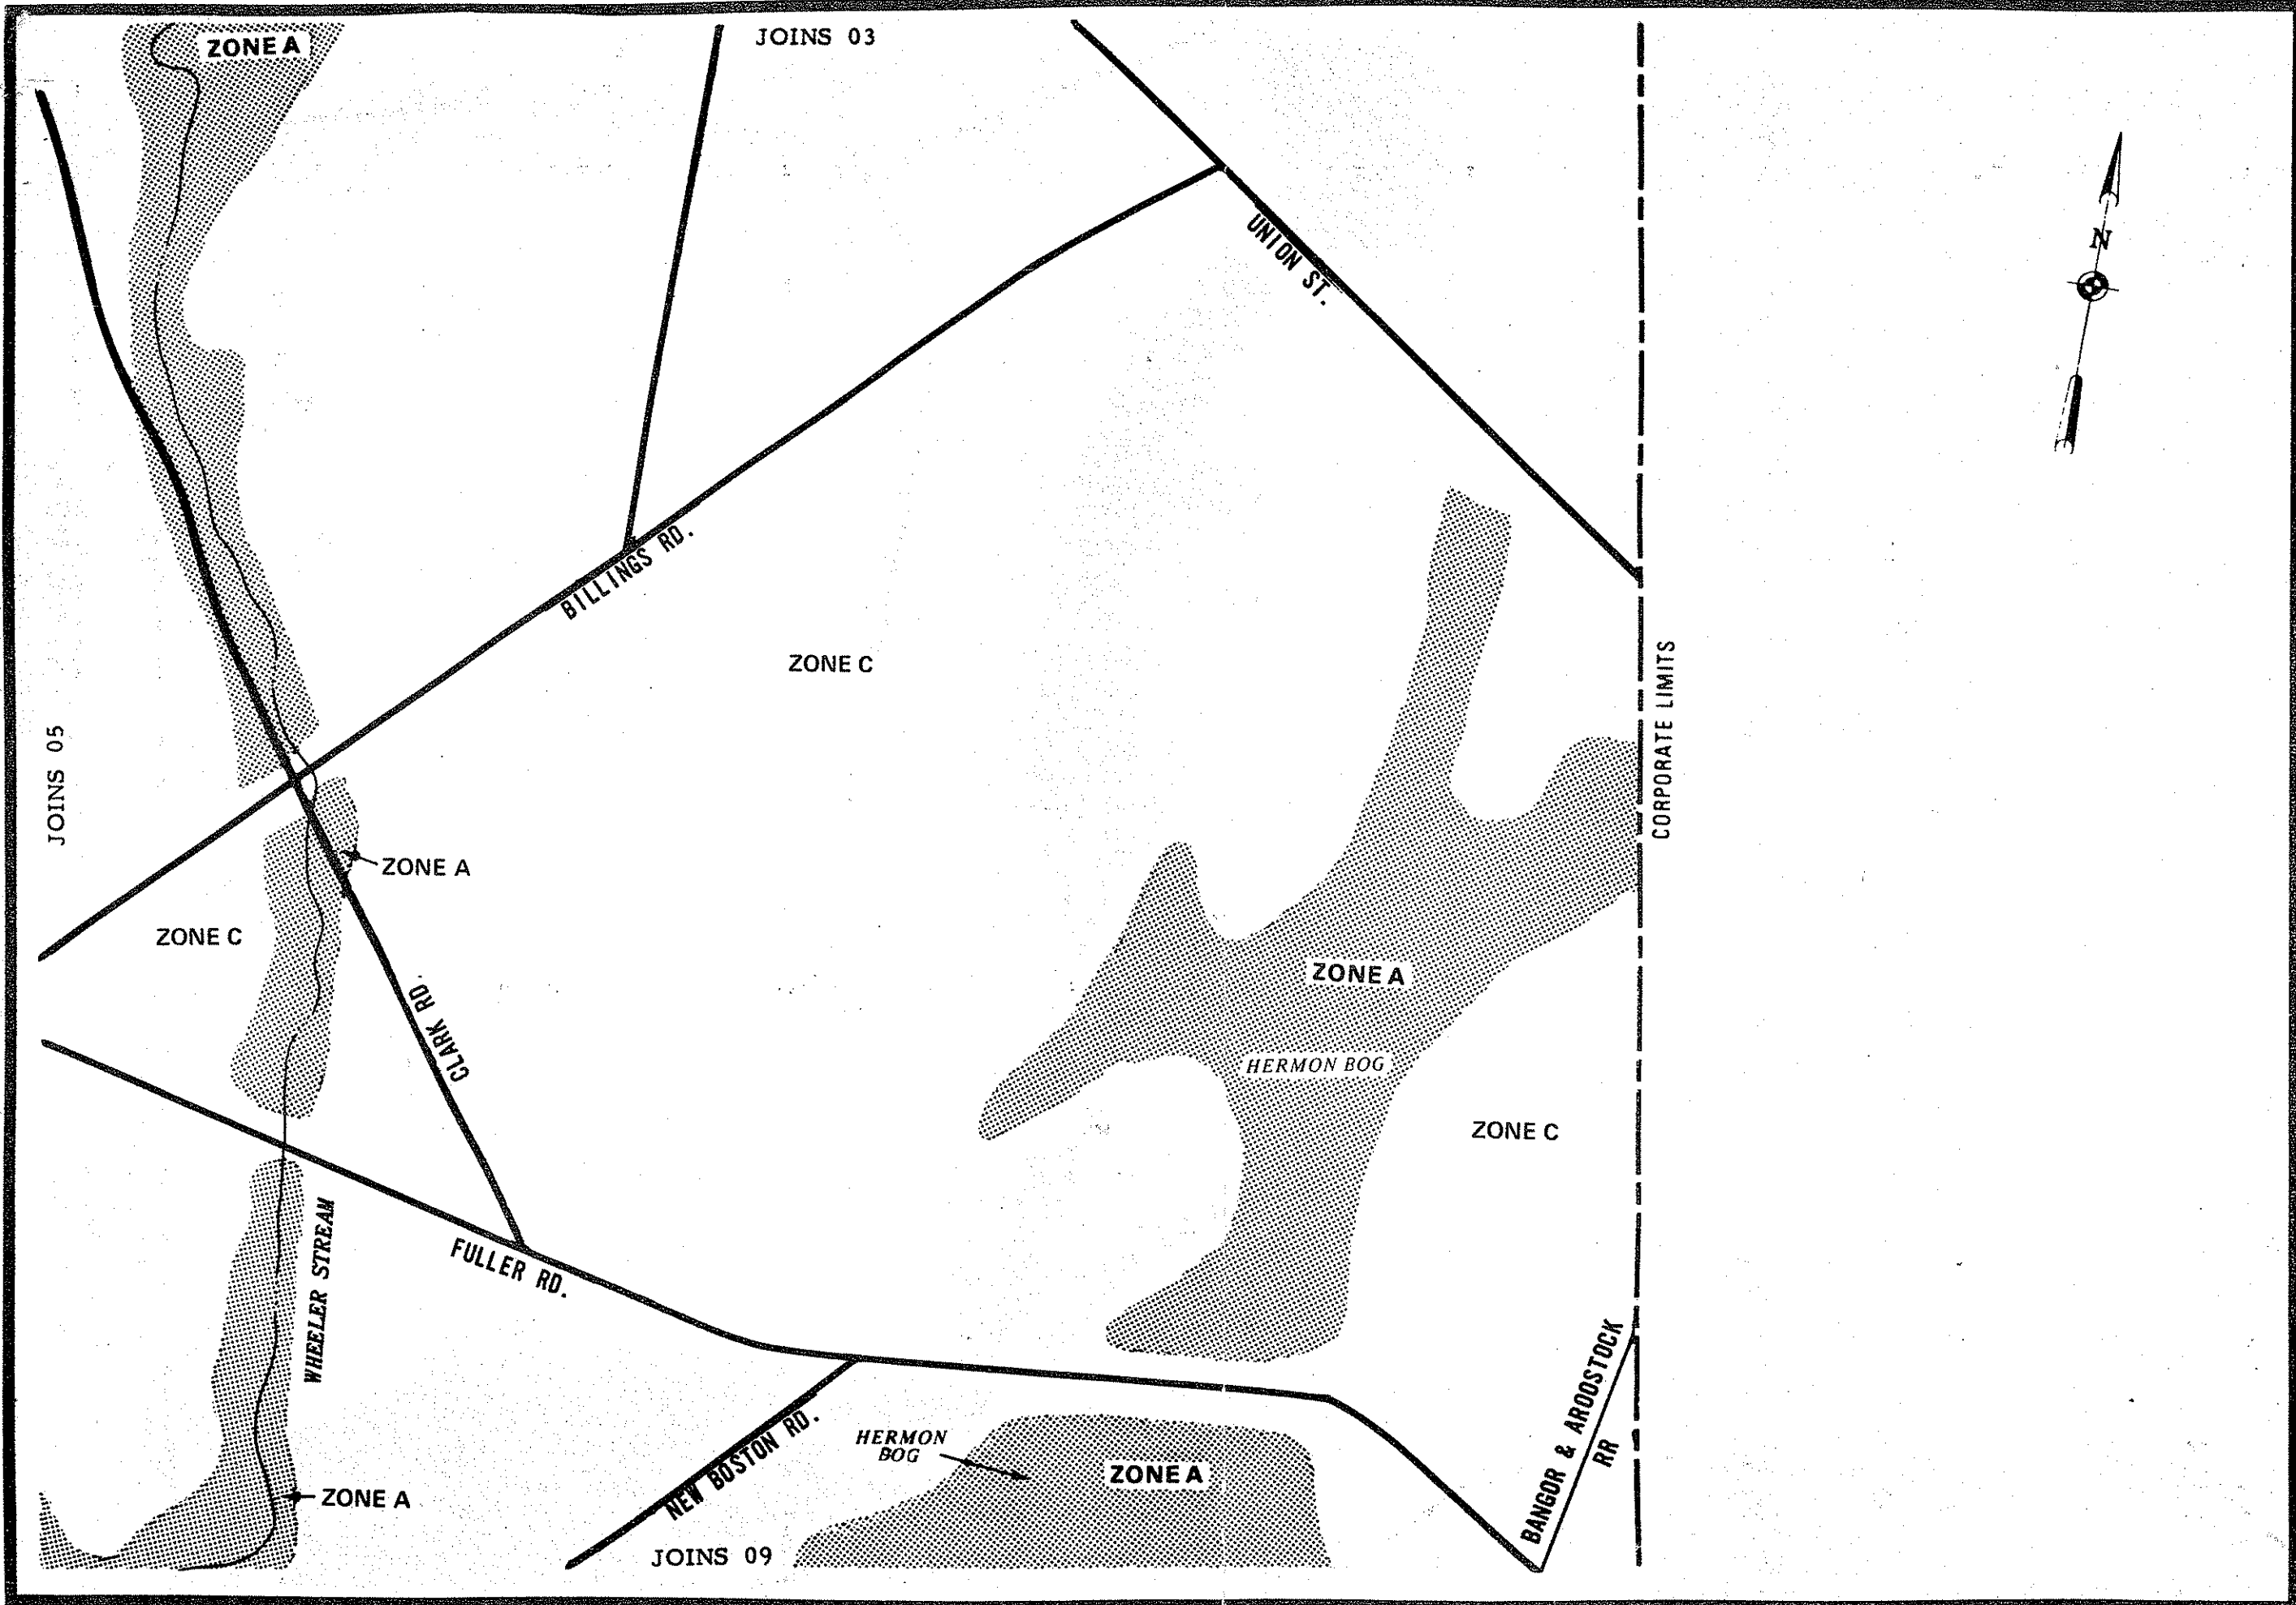 ZONE A
JOINS 03
UNION ST.
N
BILLINGS RD.
ZONE C
CORPORATE LIMITS
JOINS 05
ZONE A
ZONE C
ZONE A
CLARK RD.
HERMON BOG
ZONE C
WHEELER STREAM
FULLER RD.
BANGOR & AROOSTOCK
RR
NEW BOSTON RD.
HERMON
BOG
ZONE A
ZONE A
JOINS 09